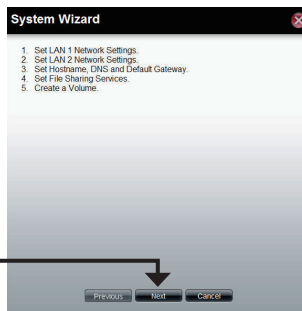 System Wizard
1. Set LAN 1 Network Settings.
2. Set LAN 2 Network Settings.
3. Set Hostname, DNS and Default Gateway.
4. Set File Sharing Services.
5. Create a Volume.
Previous Next Cancel